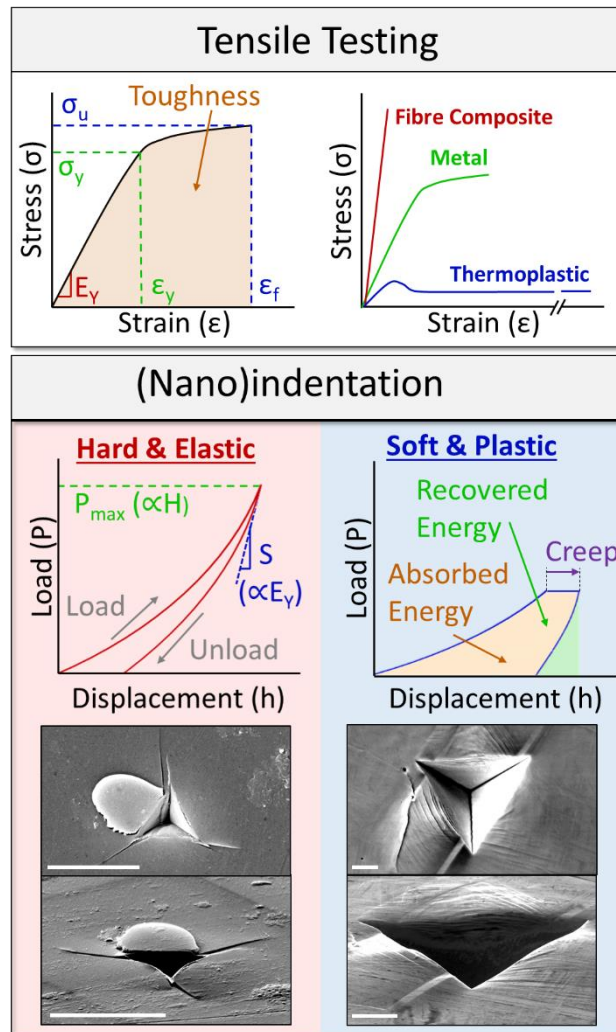 Tensile Testing
Toughness
σu
σy
EY
εy
εf
Stress (σ)
Strain (ε)
Fibre Composite
Metal
Thermoplastic
Stress (σ)
Strain (ε)
(Nano)indentation
Hard & Elastic
Pmax (∝H)
S
(∝EY)
Load
Unload
Load (P)
Displacement (h)
Soft & Plastic
Recovered
Energy
Creep
Absorbed
Energy
Load (P)
Displacement (h)